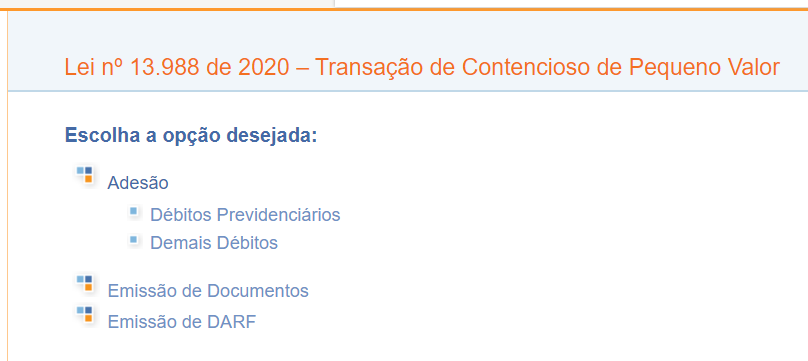 Lei nº 13.988 de 2020 – Transação de Contencioso de Pequeno Valor
Escolha a opção desejada:
Adesão
Débitos Previdenciários
Demais Débitos
Emissão de Documentos
Emissão de DARF